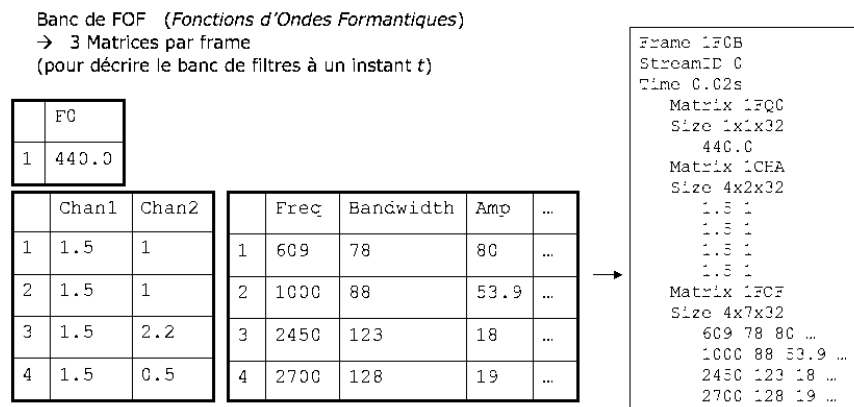 Banc de FOF (Fonctions d'Ondes Formantiques)
→ 3 Matrices par frame
(pour décrire le banc de filtres à un instant t)
F0
1 440.0
Chan1 Chan2
1 1.5 1
2 1.5 1
3 1.5 2.2
4 1.5 0.5
Freq Bandwidth Amp ...
1 609 78 80 ...
2 1000 88 53.9 ...
3 2450 123 18 ...
4 2700 128 19 ...
→
Frame 1FOB
StreamID 0
Time 0.02s
Matrix 1FQ0
Size 1x1x32
440.0
Matrix 1CHA
Size 4x2x32
1.5 1
1.5 1
1.5 1
1.5 1
Matrix 1FOF
Size 4x7x32
609 78 80 ...
1000 88 53.9 ...
2450 123 18 ...
2700 128 19 ...